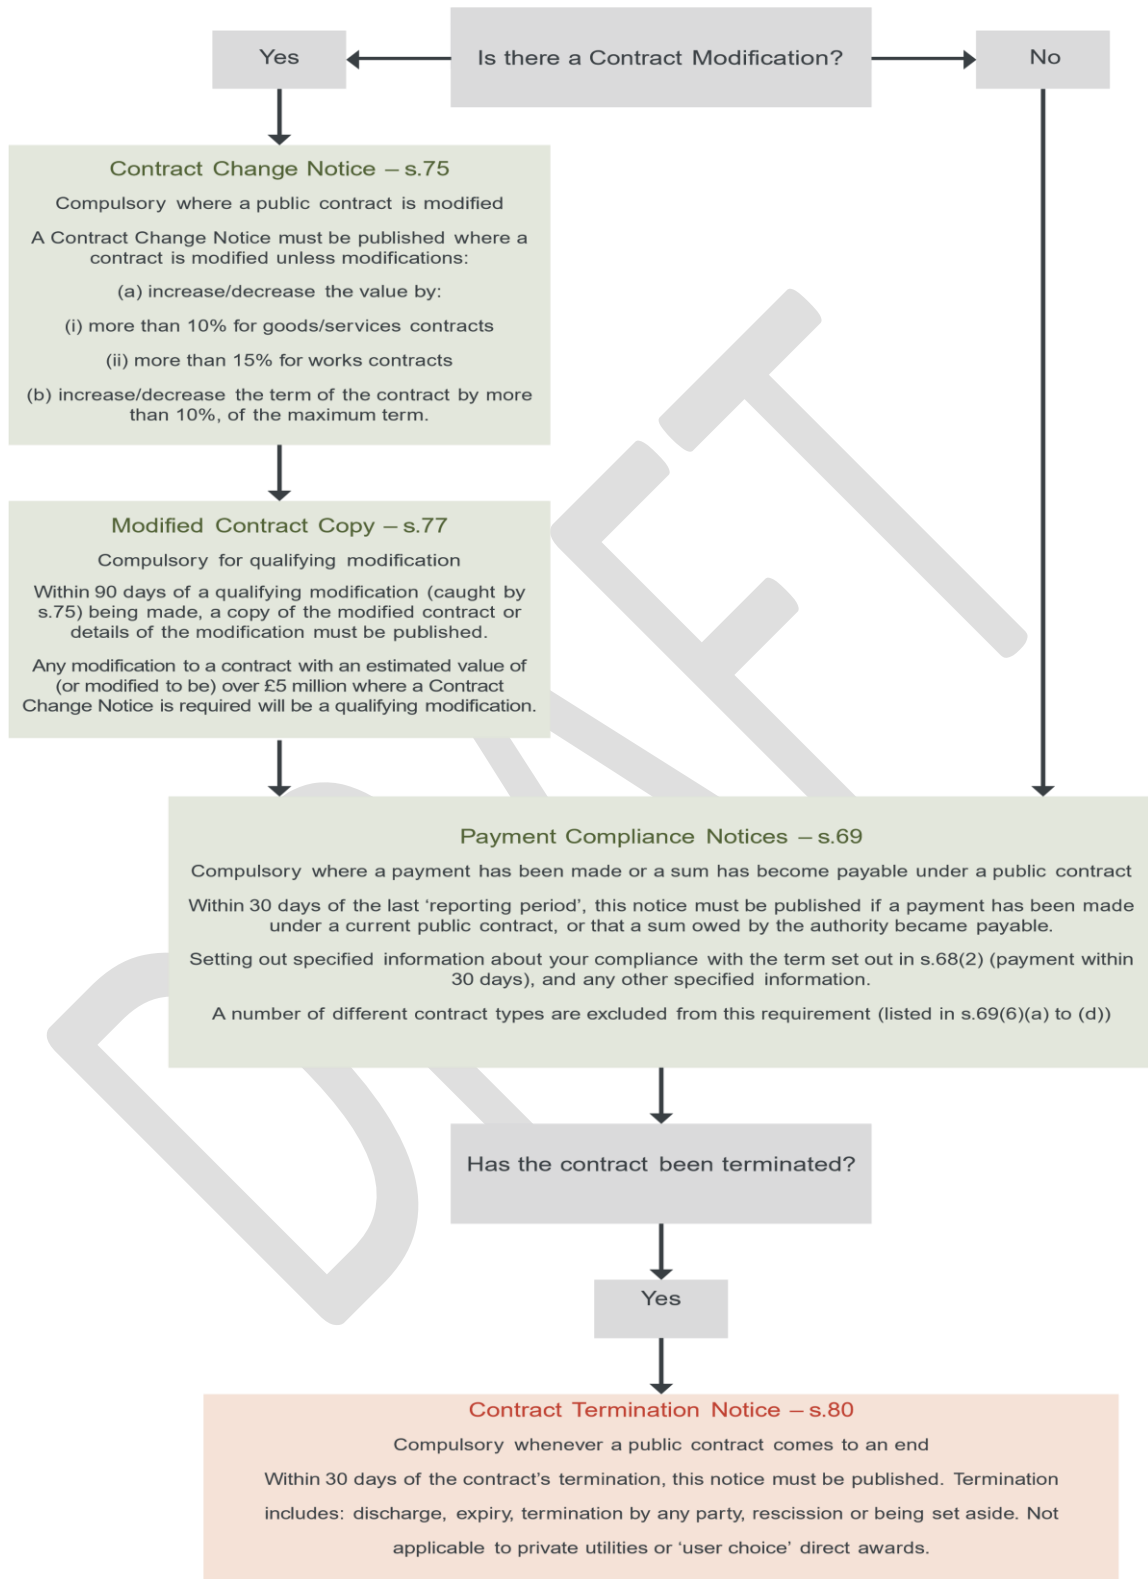 Is there a Contract Modification?
Yes
No
Contract Change Notice – s.75
Compulsory where a public contract is modified
A Contract Change Notice must be published where a
contract is modified unless modifications:
(a) increase/decrease the value by:
(i) more than 10% for goods/services contracts
(ii) more than 15% for works contracts
(b) increase/decrease the term of the contract by more
than 10%, of the maximum term.
Modified Contract Copy – s.77
Compulsory for qualifying modification
Within 90 days of a qualifying modification (caught by
s.75) being made, a copy of the modified contract or
details of the modification must be published.
Any modification to a contract with an estimated value of
(or modified to be) over £5 million where a Contract
Change Notice is required will be a qualifying modification.
Payment Compliance Notices – s.69
Compulsory where a payment has been made or a sum has become payable under a public contract
Within 30 days of the last ‘reporting period’, this notice must be published if a payment has been made
under a current public contract, or that a sum owed by the authority became payable.
Setting out specified information about your compliance with the term set out in s.68(2) (payment within
30 days), and any other specified information.
A number of different contract types are excluded from this requirement (listed in s.69(6)(a) to (d))
Has the contract been terminated?
Yes
Contract Termination Notice – s.80
Compulsory whenever a public contract comes to an end
Within 30 days of the contract’s termination, this notice must be published. Termination
includes: discharge, expiry, termination by any party, rescission or being set aside. Not
applicable to private utilities or ‘user choice’ direct awards.
DRAFT